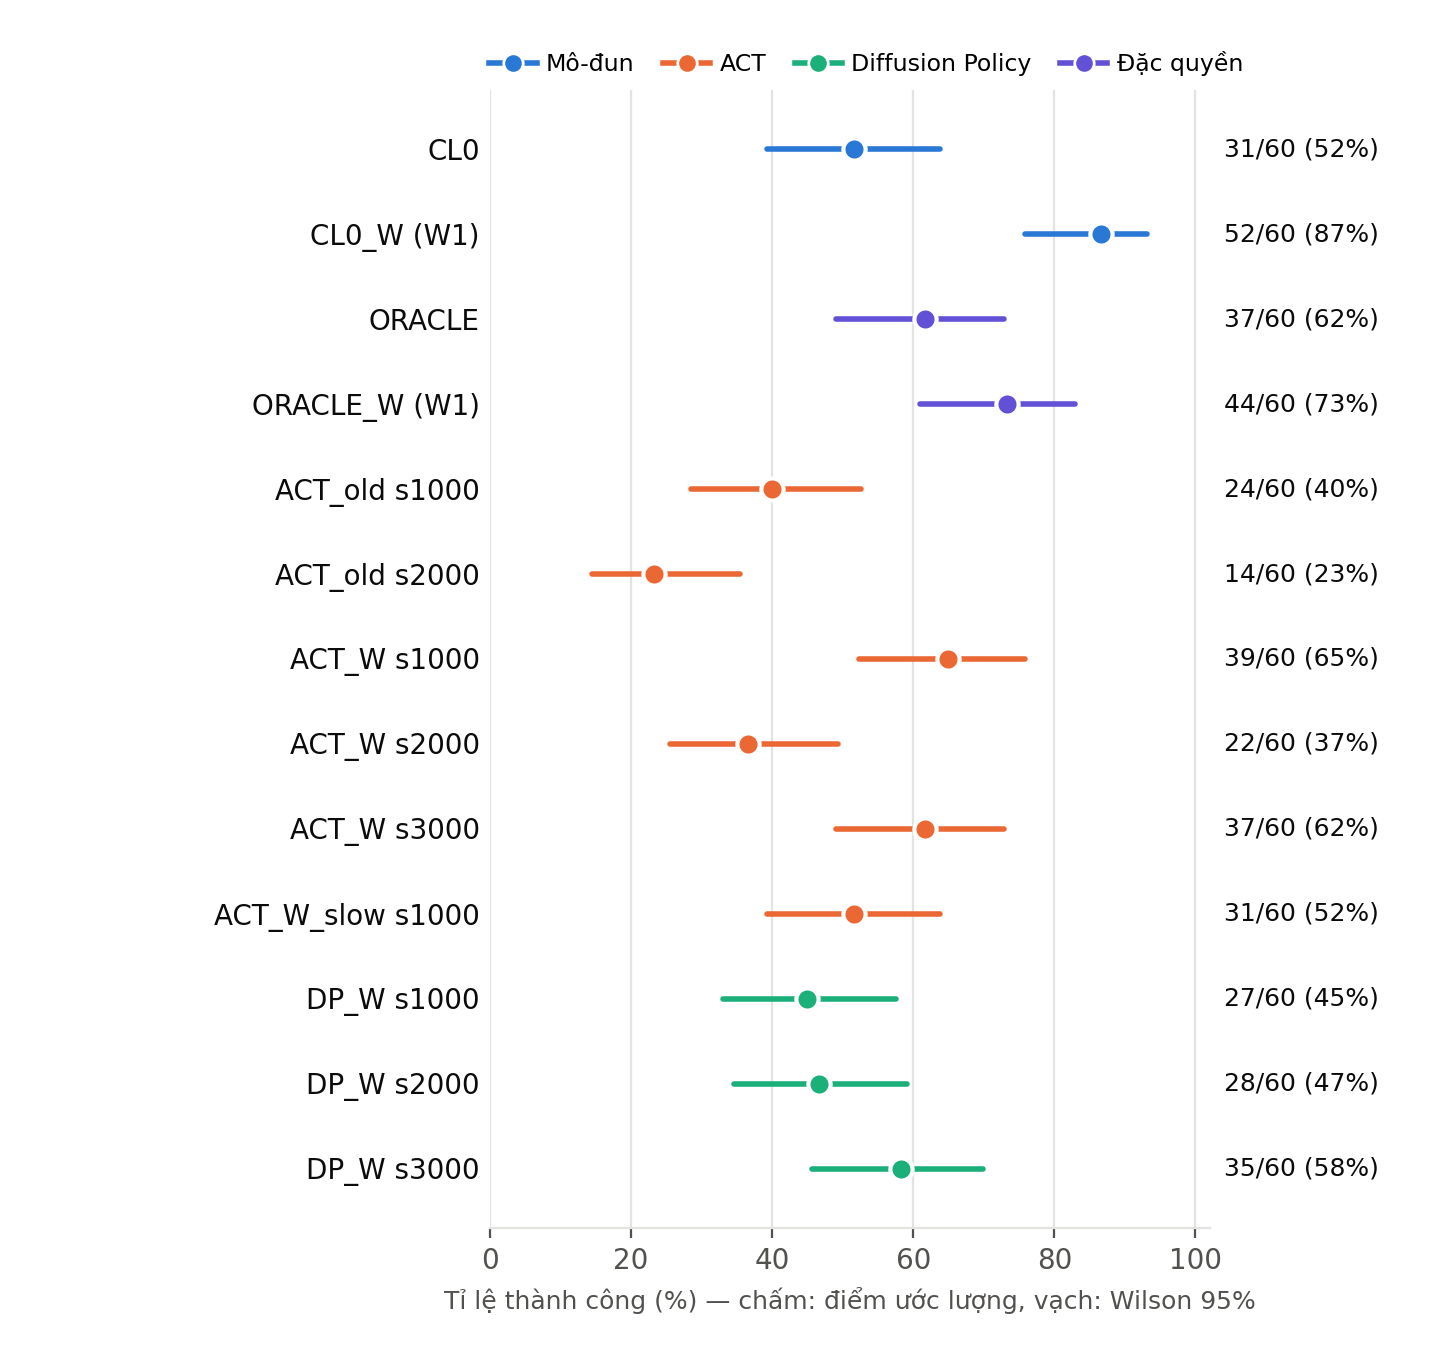 Mô-đun ACT Diffusion Policy Đặc quyền
CL0 31/60 (52%)
CL0_W (W1) 52/60 (87%)
ORACLE 37/60 (62%)
ORACLE_W (W1) 44/60 (73%)
ACT_old s1000 24/60 (40%)
ACT_old s2000 14/60 (23%)
ACT_W s1000 39/60 (65%)
ACT_W s2000 22/60 (37%)
ACT_W s3000 37/60 (62%)
ACT_W_slow s1000 31/60 (52%)
DP_W s1000 27/60 (45%)
DP_W s2000 28/60 (47%)
DP_W s3000 35/60 (58%)
0 20 40 60 80 100
Tỉ lệ thành công (%) — chấm: điểm ước lượng, vạch: Wilson 95%